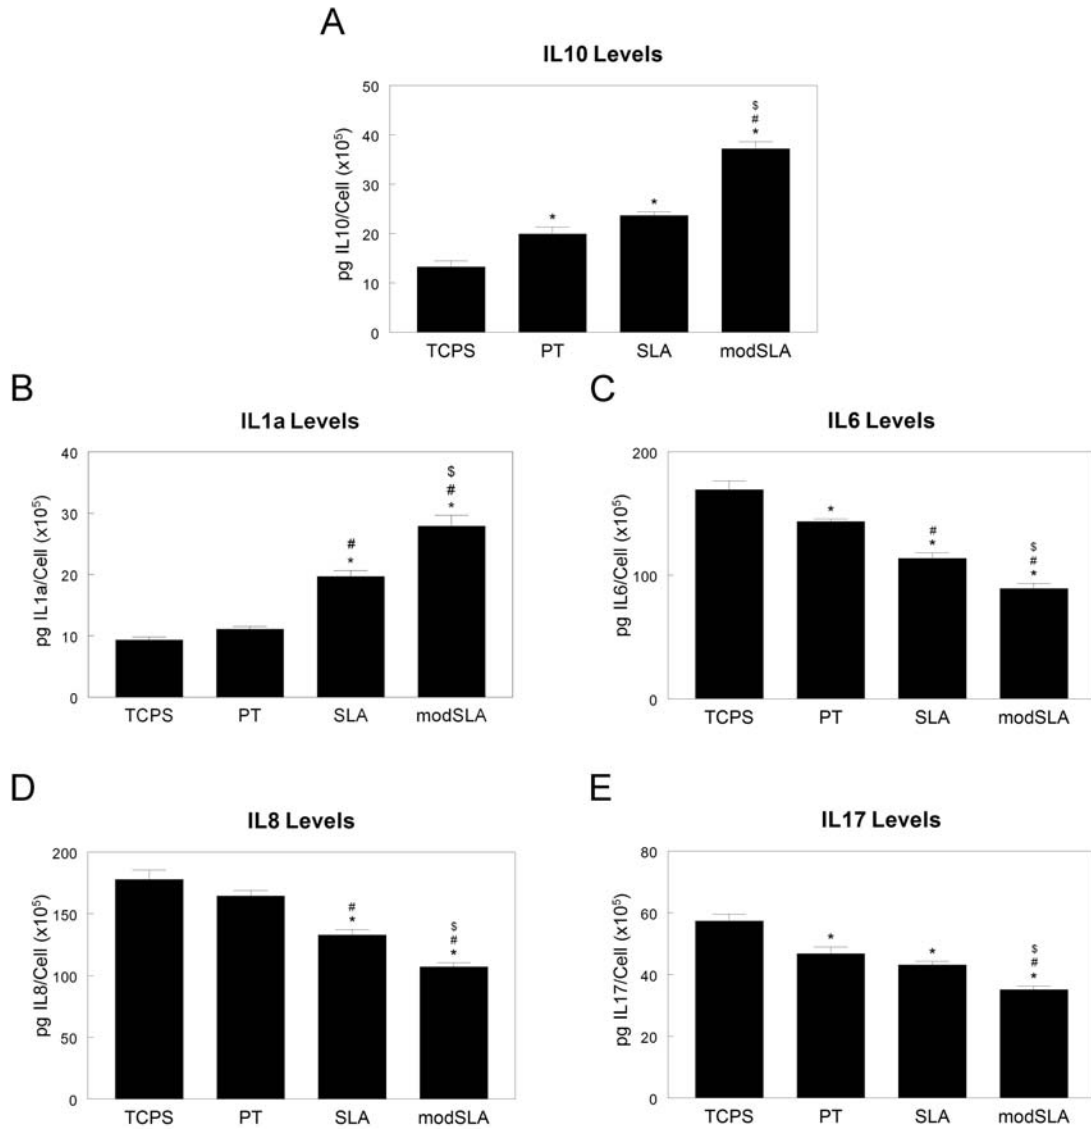 A
IL10 Levels
pg IL10/Cell (x10⁵)
50
40
30
20
10
0
*
*
$
#
*
TCPS PT SLA modSLA
B
IL1a Levels
pg IL1a/Cell (x10⁵)
40
30
20
10
0
#
*
$
#
*
TCPS PT SLA modSLA
C
IL6 Levels
pg IL6/Cell (x10⁵)
200
100
0
*
#
*
$
#
*
TCPS PT SLA modSLA
D
IL8 Levels
pg IL8/Cell (x10⁵)
200
150
100
50
0
#
*
$
#
*
TCPS PT SLA modSLA
E
IL17 Levels
pg IL17/Cell (x10⁵)
80
60
40
20
0
*
*
$
#
*
TCPS PT SLA modSLA